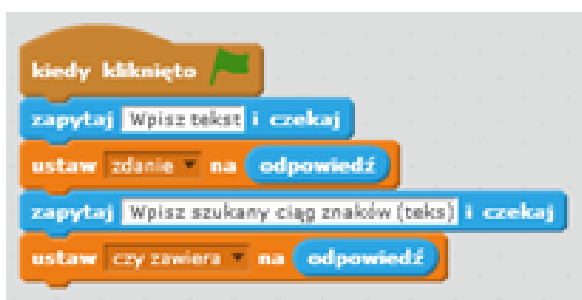 kiedy kliknięto
zapytaj Wpisz tekst i czekaj
ustaw zdanie na odpowiedź
zapytaj Wpisz szukany ciąg znaków (teks) i czekaj
ustaw czy zawiera na odpowiedź